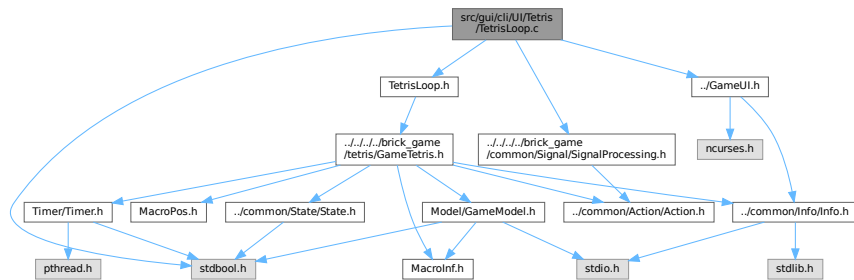 src/gui/cli/UI/Tetris
/TetrisLoop.c
TetrisLoop.h
../GameUI.h
../../../../brick_game
/tetris/GameTetris.h
../../../../brick_game
/common/Signal/SignalProcessing.h
ncurses.h
Timer/Timer.h
MacroPos.h
../common/State/State.h
Model/GameModel.h
../common/Action/Action.h
../common/Info/Info.h
pthread.h
stdbool.h
MacroInf.h
stdio.h
stdlib.h